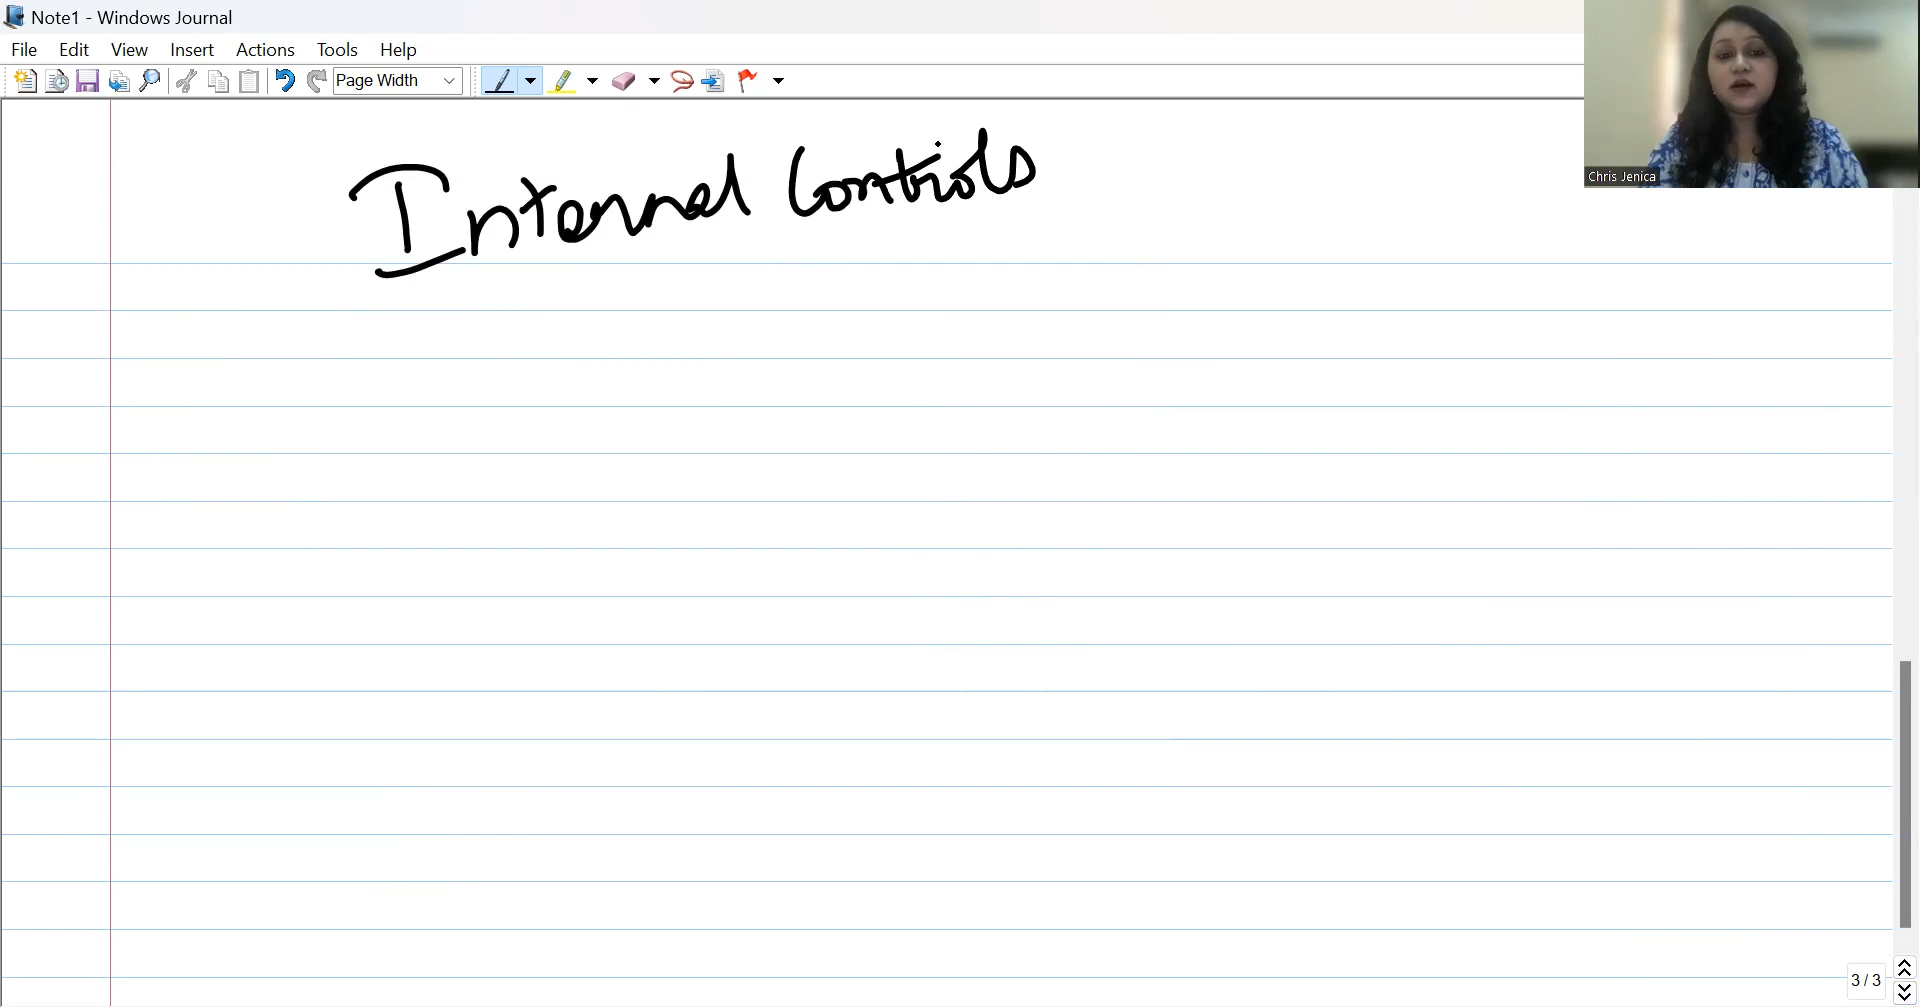 Note1 - Windows Journal
File Edit View Insert Actions Tools Help
Page Width
Chris Jenica
Internal Controls
3 / 3